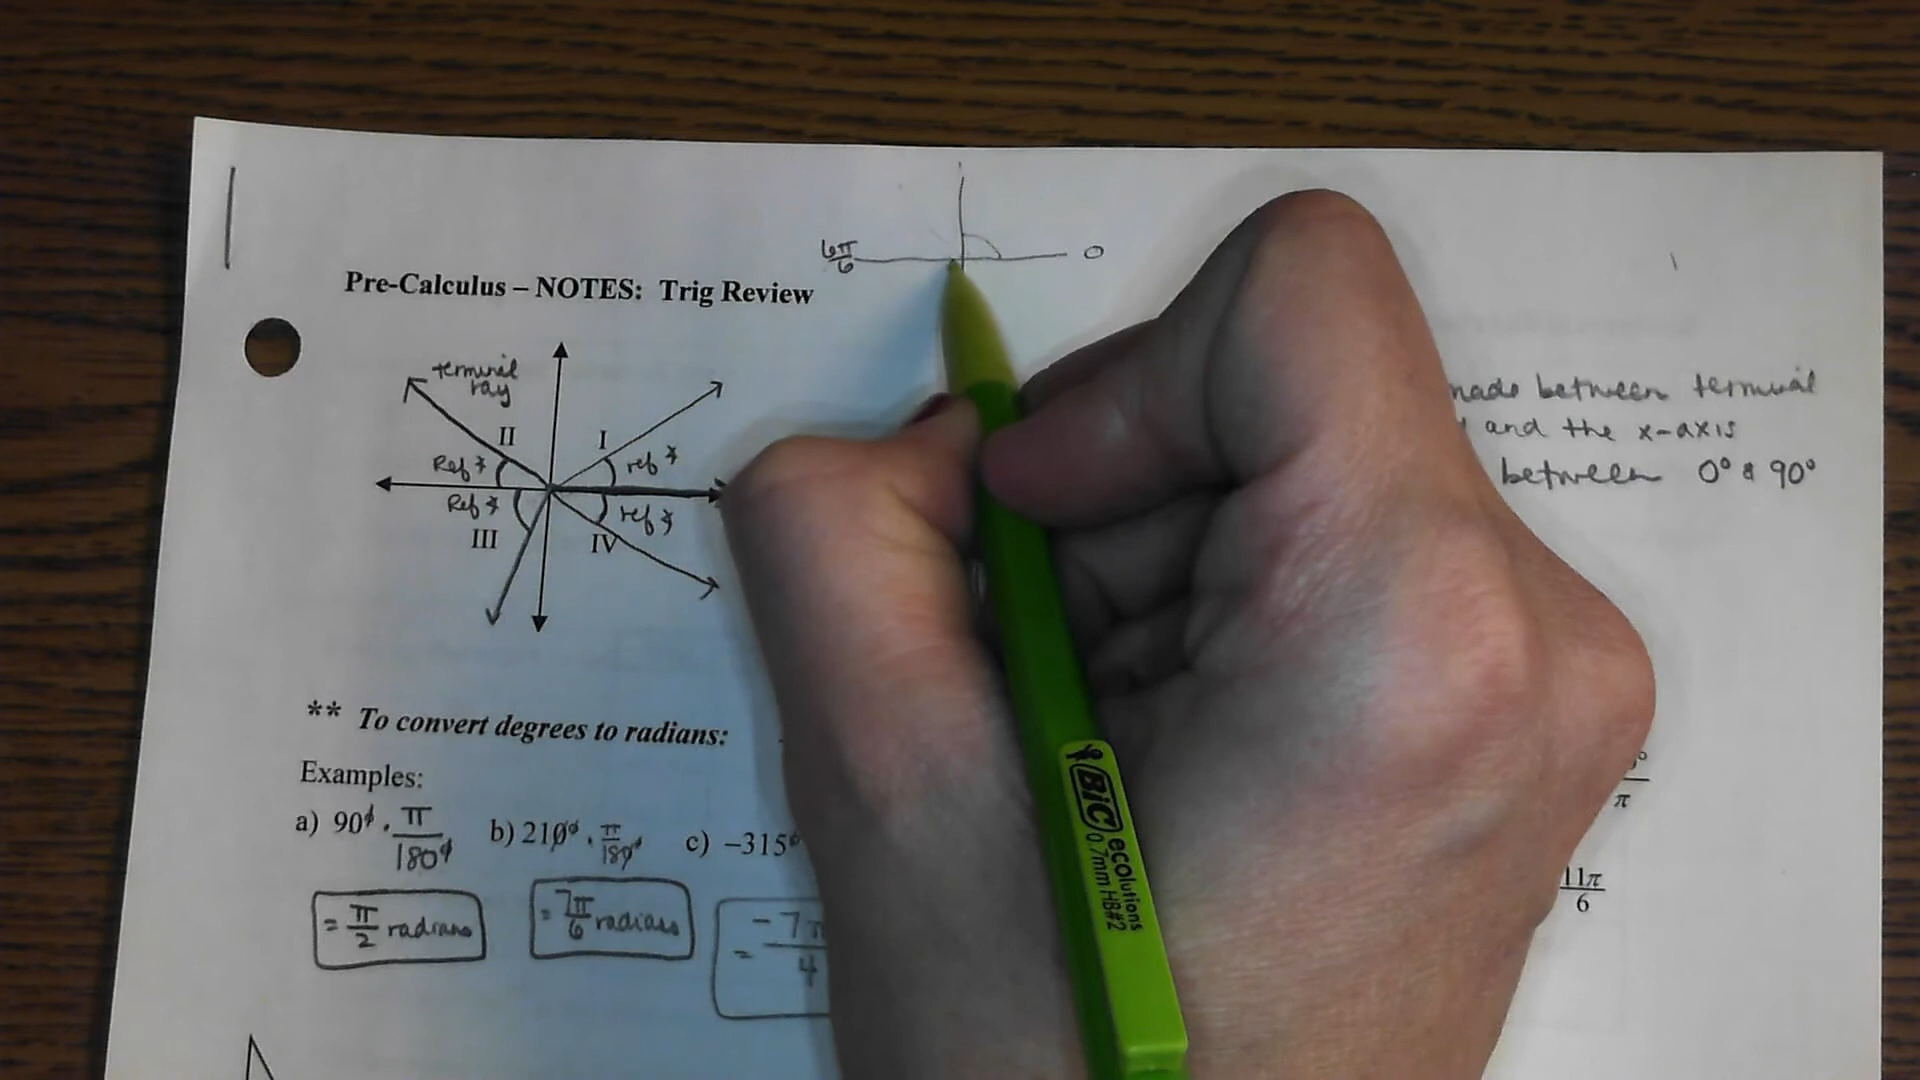 6π/6 0
Pre-Calculus – NOTES: Trig Review
terminal
ray
II I
Ref ∡ ref ∡
Ref ∡ ref ∡
III IV
made between terminal
and the x-axis
between 0° & 90°
** To convert degrees to radians:
Examples:
a) 90° · π/180° b) 210° · π/180° c) −315°
= π/2 radians = 7π/6 radians = −7π/4
π
11π/6
BIC ecolutions
0.7mm HB#2